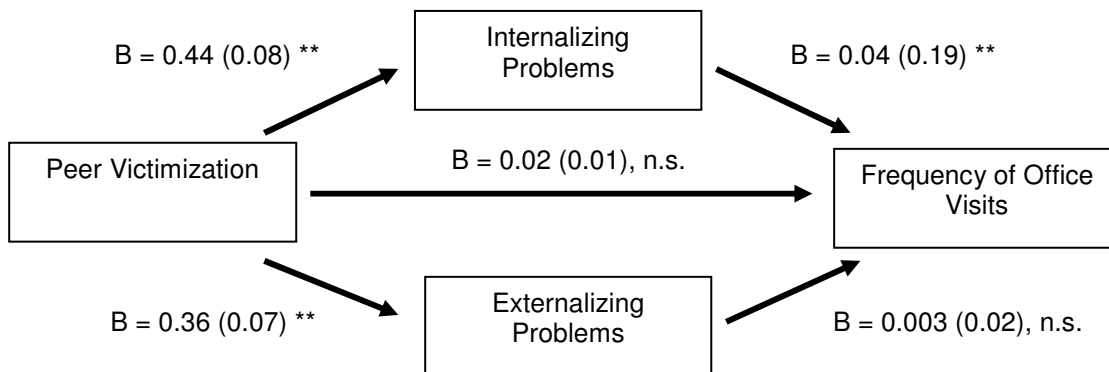 B = 0.44 (0.08) **
Internalizing
Problems
B = 0.04 (0.19) **
Peer Victimization
B = 0.02 (0.01), n.s.
Frequency of Office
Visits
B = 0.36 (0.07) **
Externalizing
Problems
B = 0.003 (0.02), n.s.